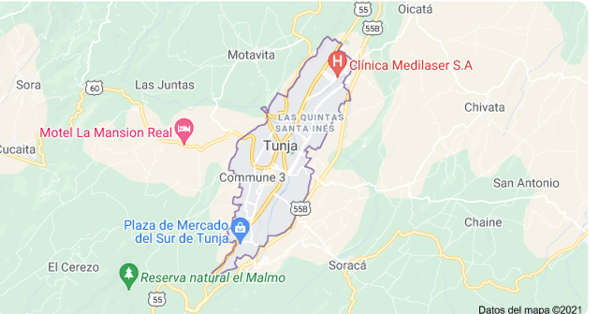 Oicatá
55
55B
Motavita
Clínica Medilaser S.A
Sora
60
Las Juntas
Chivata
LAS QUINTAS
SANTA INÉS
Motel La Mansion Real
Cucaita
Tunja
Commune 3
San Antonio
55B
Plaza de Mercado
del Sur de Tunja
Chaine
El Cerezo
Soracá
Reserva natural el Malmo
55
Datos del mapa ©2021